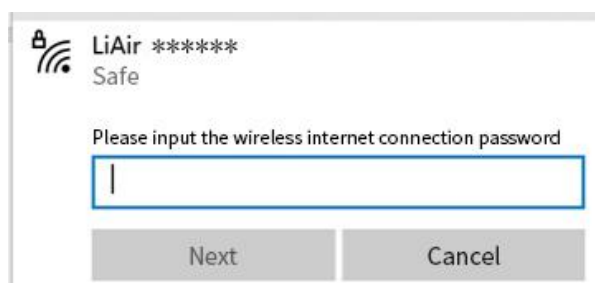 LiAir ******
Safe
Please input the wireless internet connection password
Next
Cancel